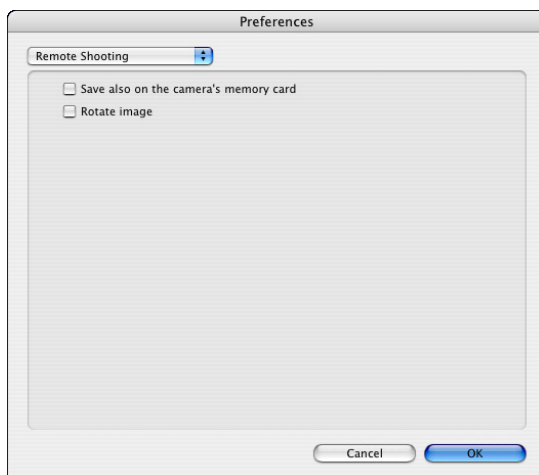 Preferences
Remote Shooting
Save also on the camera's memory card
Rotate image
Cancel OK